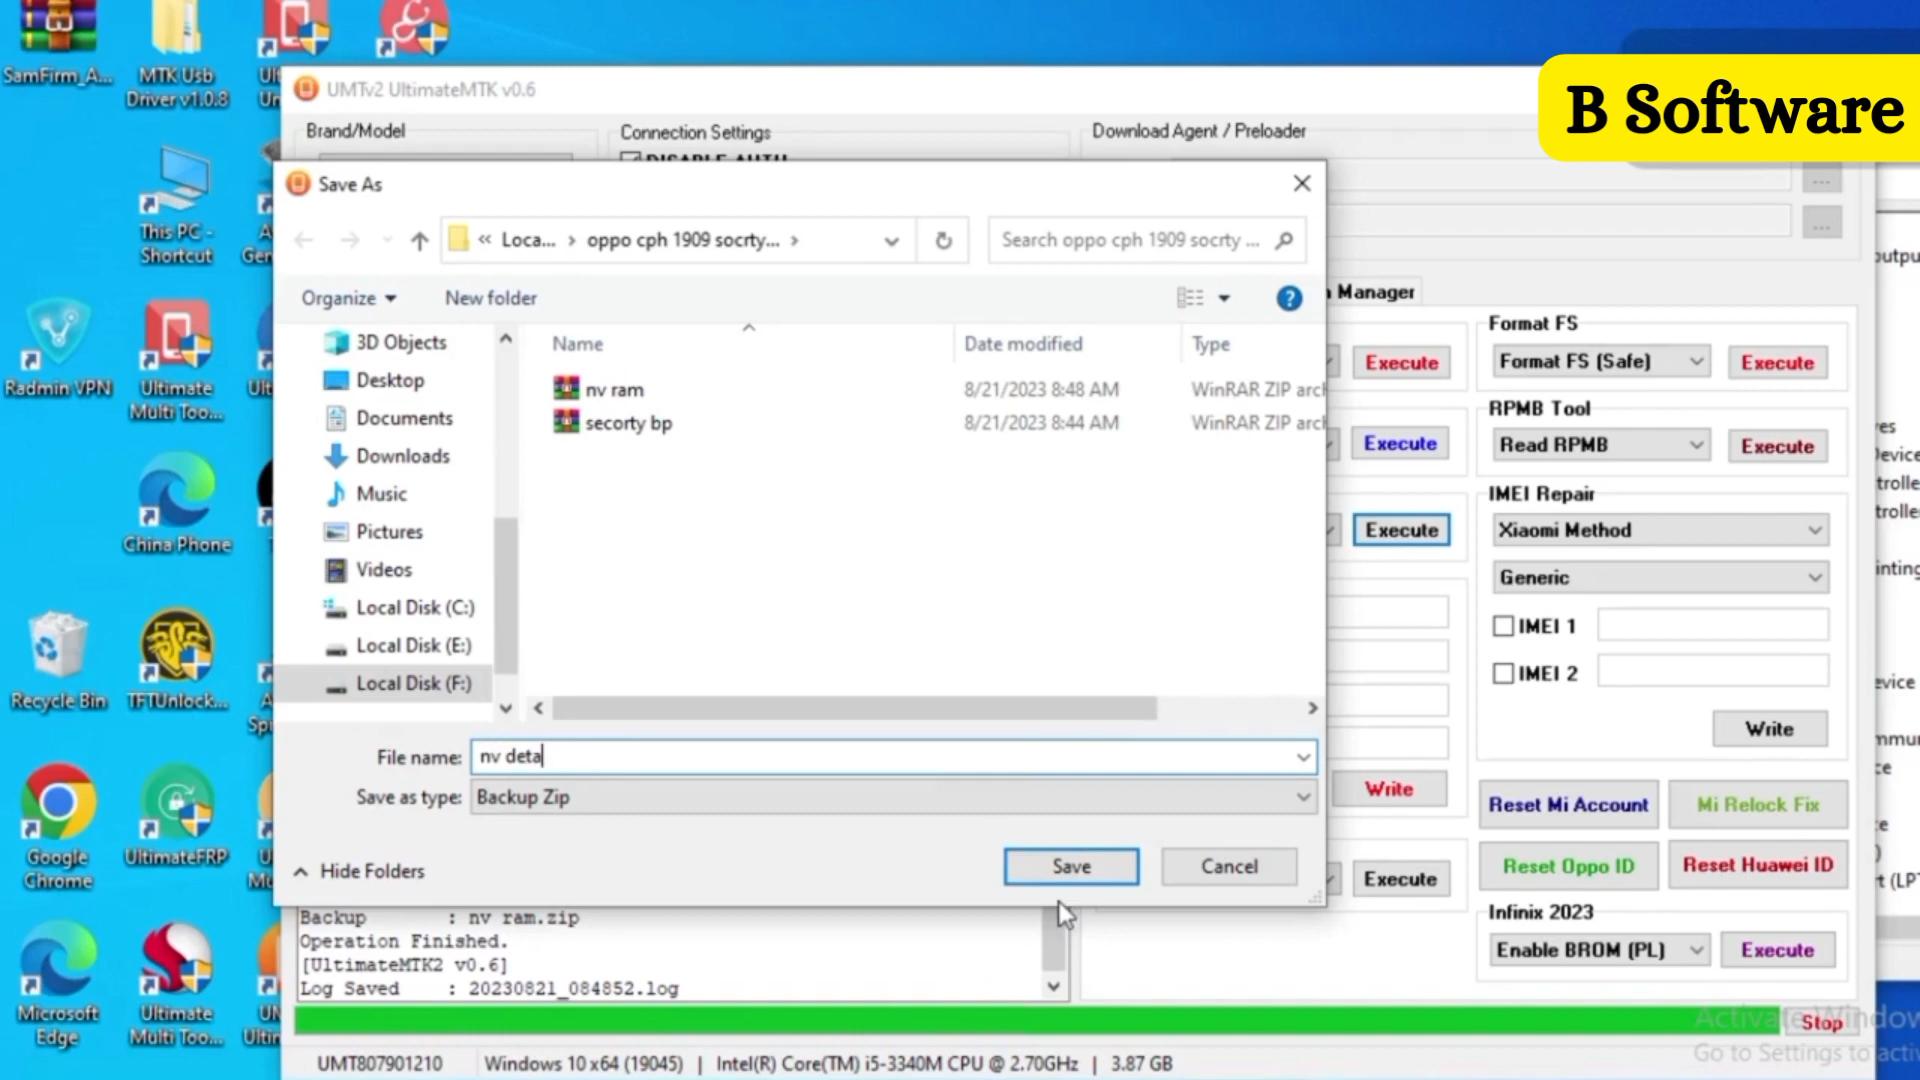 SamFirm_A...
MTK Usb
Driver v1.0.8
UMTv2 UltimateMTK v0.6
B Software
Brand/Model
Connection Settings
Download Agent / Preloader
DISABLE AUTH
Save As
...
This PC -
Shortcut
« Loca... › oppo cph 1909 socrty... ›
Search oppo cph 1909 socrty ...
...
Organize
New folder
Manager
3D Objects
Name
Date modified
Type
Format FS
Execute
Format FS (Safe)
Execute
Radmin VPN
Ultimate
Multi Too...
Desktop
nv ram
8/21/2023 8:48 AM
WinRAR ZIP arch
Documents
secorty bp
8/21/2023 8:44 AM
WinRAR ZIP arch
RPMB Tool
Execute
Read RPMB
Execute
Downloads
Music
IMEI Repair
China Phone
Pictures
Execute
Xiaomi Method
Videos
Generic
Local Disk (C:)
IMEI 1
Local Disk (E:)
IMEI 2
Local Disk (F:)
Recycle Bin
TFTUnlock...
Write
File name:
nv deta
Save as type:
Backup Zip
Write
Reset Mi Account
Mi Relock Fix
Google
Chrome
UltimateFRP
Hide Folders
Save
Cancel
Execute
Reset Oppo ID
Reset Huawei ID
Backup : nv ram.zip
Operation Finished.
[UltimateMTK2 v0.6]
Log Saved : 20230821_084852.log
Infinix 2023
Enable BROM (PL)
Execute
Microsoft
Edge
Ultimate
Multi Too...
Stop
UMT807901210
Windows 10 x64 (19045) | Intel(R) Core(TM) i5-3340M CPU @ 2.70GHz | 3.87 GB